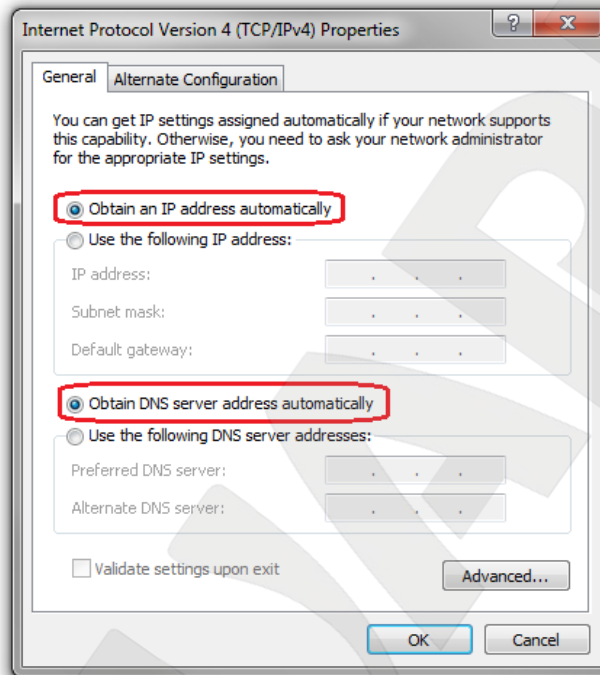 Internet Protocol Version 4 (TCP/IPv4) Properties
?
X
General
Alternate Configuration
You can get IP settings assigned automatically if your network supports
this capability. Otherwise, you need to ask your network administrator
for the appropriate IP settings.
Obtain an IP address automatically
Use the following IP address:
IP address:
Subnet mask:
Default gateway:
Obtain DNS server address automatically
Use the following DNS server addresses:
Preferred DNS server:
Alternate DNS server:
Validate settings upon exit
Advanced...
OK
Cancel